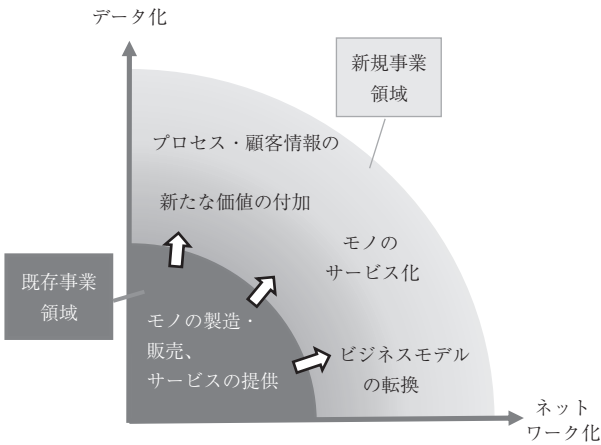 データ化
新規事業
領域
プロセス・顧客情報の
新たな価値の付加
モノの
サービス化
既存事業
領域
モノの製造・
販売、
サービスの提供
ビジネスモデル
の転換
ネット
ワーク化